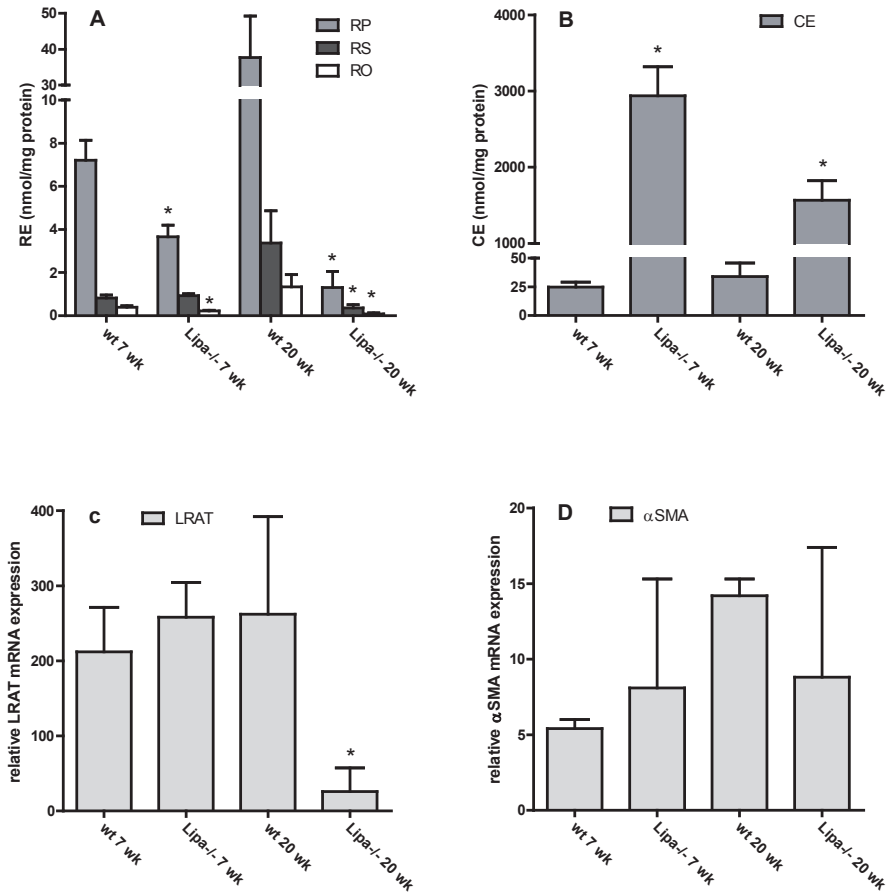 A
RP
RS
RO
RE (nmol/mg protein)
50
40
30
10
8
6
4
2
0
*
*
*
*
*
wt 7 wk
Lipa-/- 7 wk
wt 20 wk
Lipa-/- 20 wk
B
CE
CE (nmol/mg protein)
4000
3000
2000
1000
50
25
0
*
*
wt 7 wk
Lipa-/- 7 wk
wt 20 wk
Lipa-/- 20 wk
C
LRAT
relative LRAT mRNA expression
400
300
200
100
0
*
wt 7 wk
Lipa-/- 7 wk
wt 20 wk
Lipa-/- 20 wk
D
αSMA
relative αSMA mRNA expression
20
15
10
5
0
wt 7 wk
Lipa-/- 7 wk
wt 20 wk
Lipa-/- 20 wk